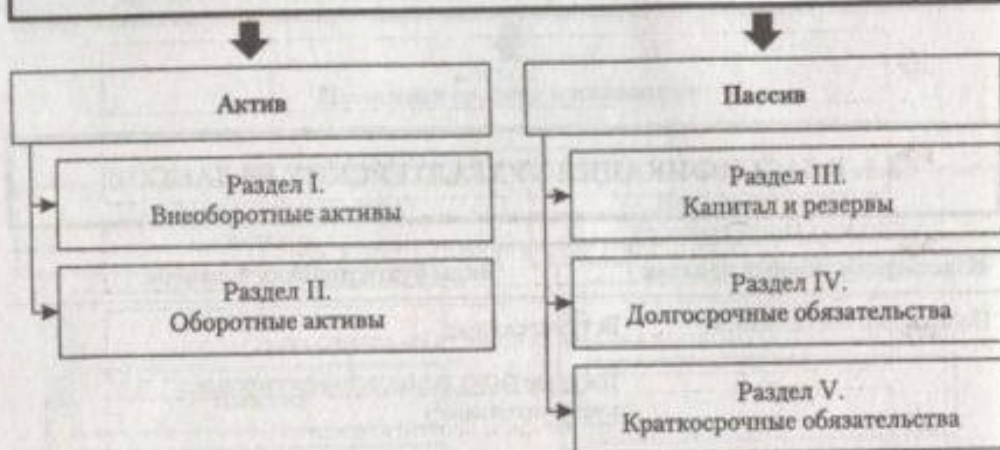 Актив
Раздел I.
Внеоборотные активы
Раздел II.
Оборотные активы
Пассив
Раздел III.
Капитал и резервы
Раздел IV.
Долгосрочные обязательства
Раздел V.
Краткосрочные обязательства